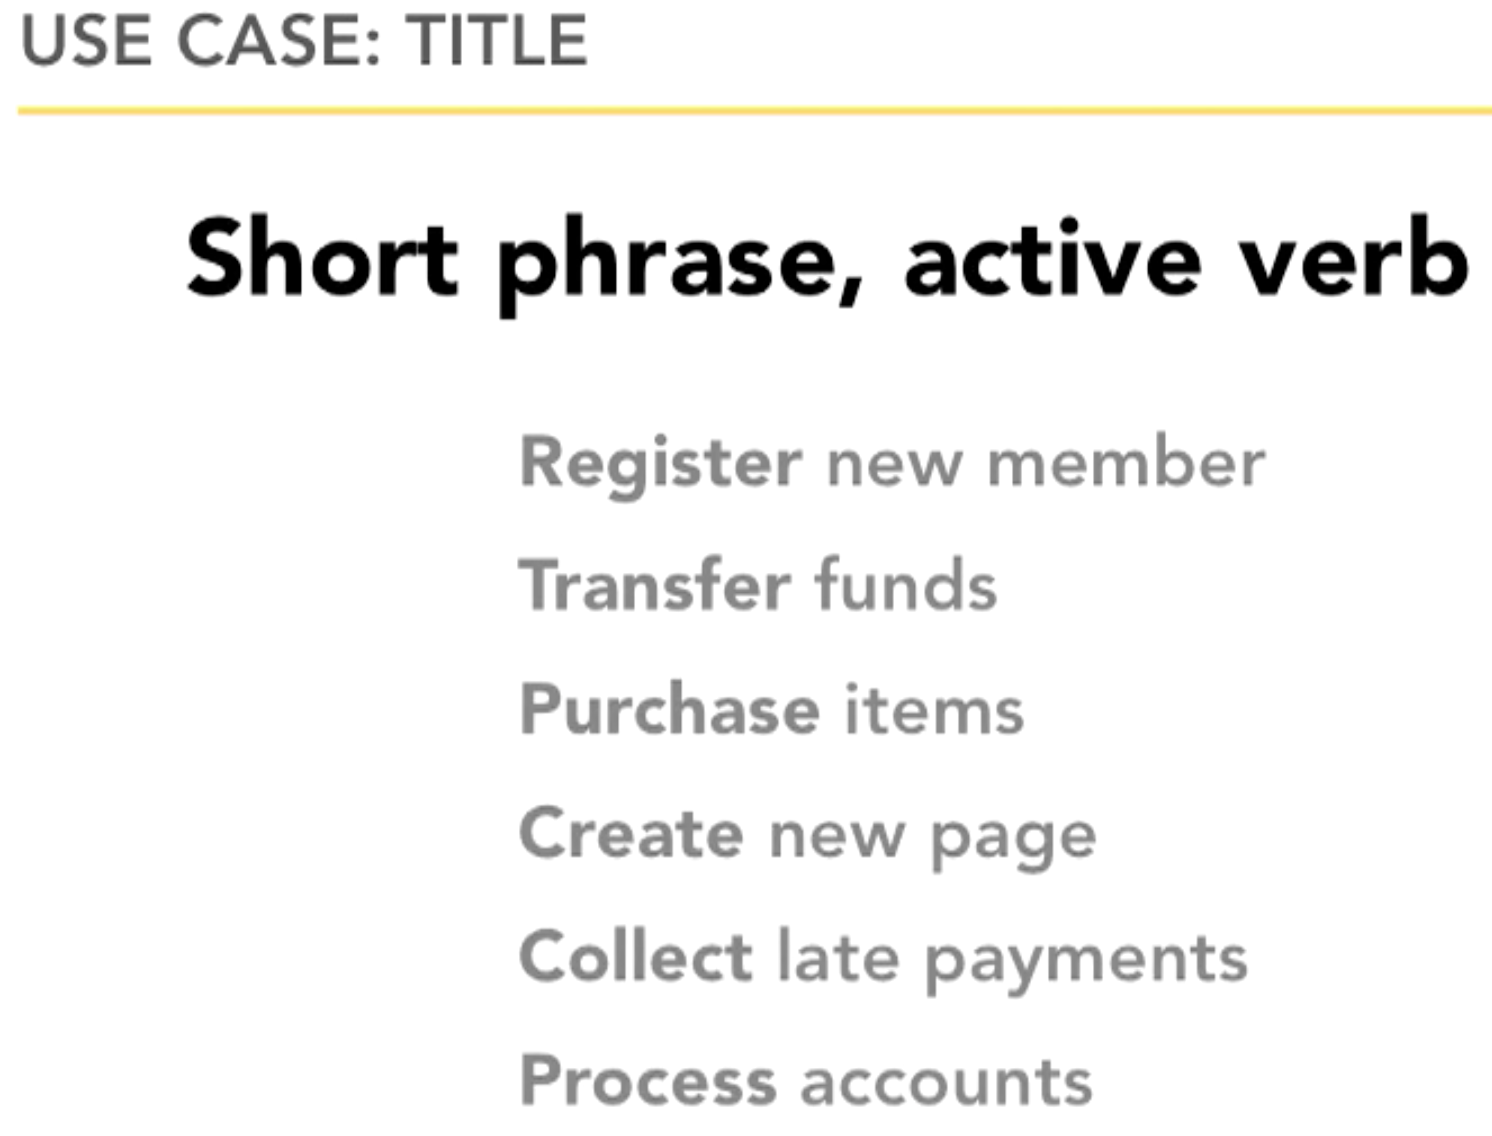 USE CASE: TITLE
Short phrase, active verb
Register new member
Transfer funds
Purchase items
Create new page
Collect late payments
Process accounts